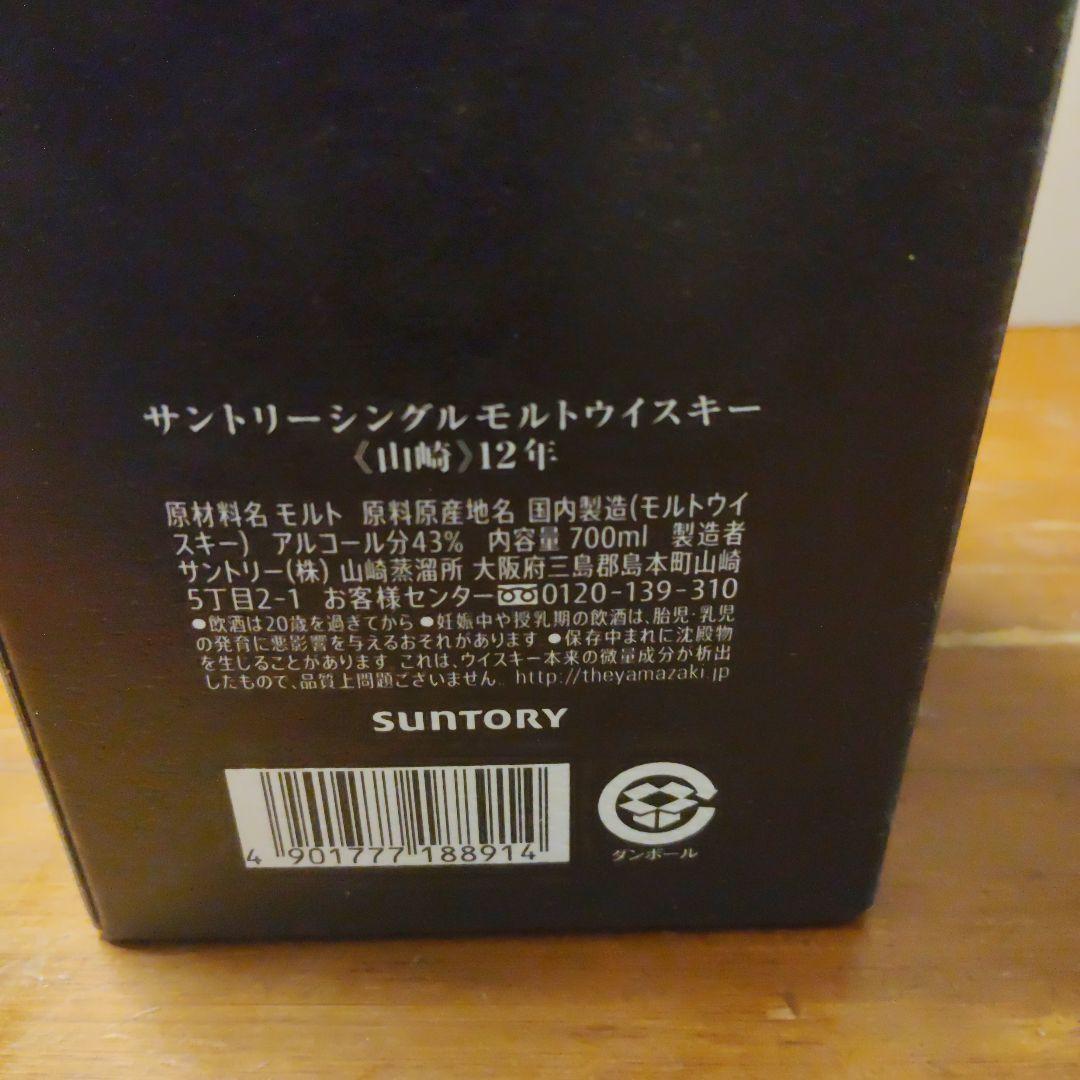 サントリーシングルモルトウイスキー
《山崎》12年
原材料名 モルト 原料原産地名 国内製造(モルトウイ
スキー) アルコール分43% 内容量 700ml 製造者
サントリー(株) 山崎蒸溜所 大阪府三島郡島本町山崎
5丁目2-1 お客様センター 0120-139-310
●飲酒は20歳を過ぎてから ●妊娠中や授乳期の飲酒は、胎児・乳児
の発育に悪影響を与えるおそれがあります ●保存中まれに沈殿物
を生じることがあります これは、ウイスキー本来の微量成分が析出
したもので、品質上問題ございません。 http://theyamazaki.jp
SUNTORY
4 901777 188914
ダンボール